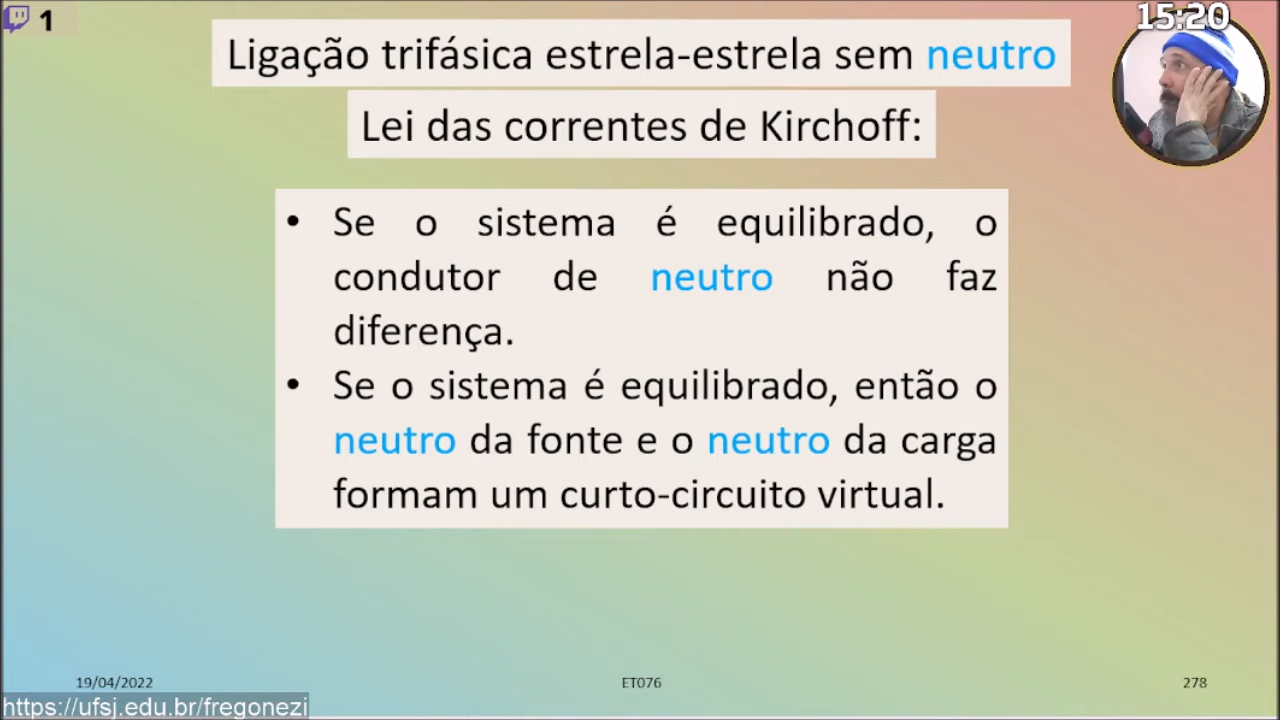 1
15:20
Ligação trifásica estrela-estrela sem neutro
Lei das correntes de Kirchoff:
• Se o sistema é equilibrado, o
condutor de neutro não faz
diferença.
• Se o sistema é equilibrado, então o
neutro da fonte e o neutro da carga
formam um curto-circuito virtual.
19/04/2022
ET076
278
https://ufsj.edu.br/fregonezi